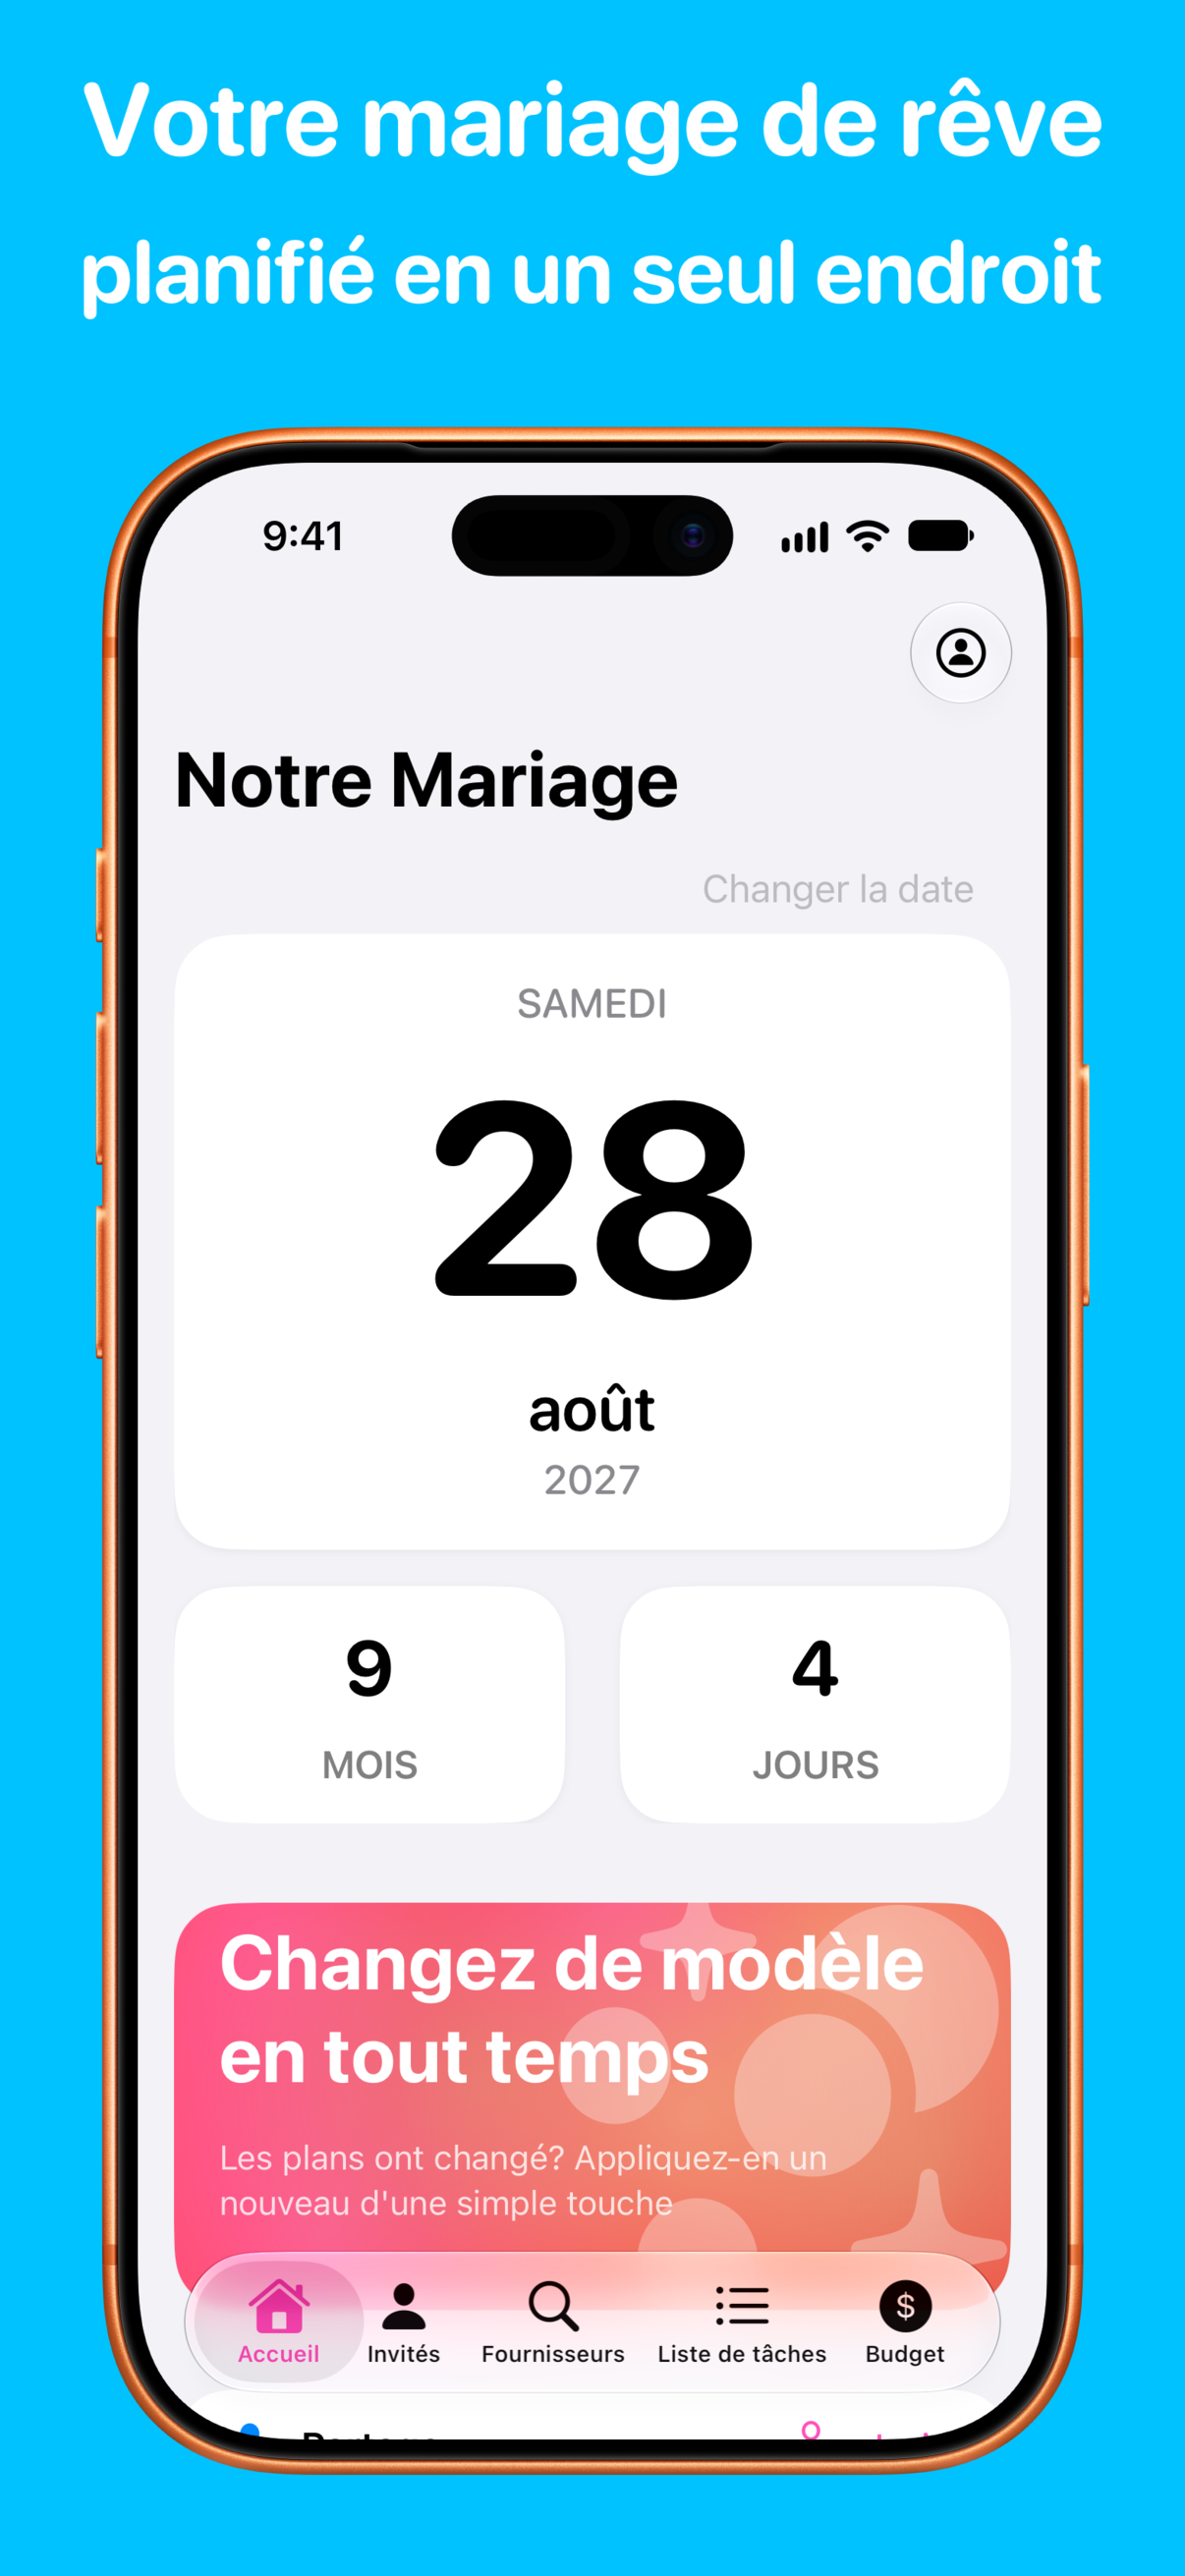 Votre mariage de rêve
planifié en un seul endroit
9:41
Notre Mariage
Changer la date
SAMEDI
28
août
2027
9
MOIS
4
JOURS
Changez de modèle
en tout temps
Les plans ont changé? Appliquez-en un
nouveau d'une simple touche
Accueil
Invités
Fournisseurs
Liste de tâches
Budget